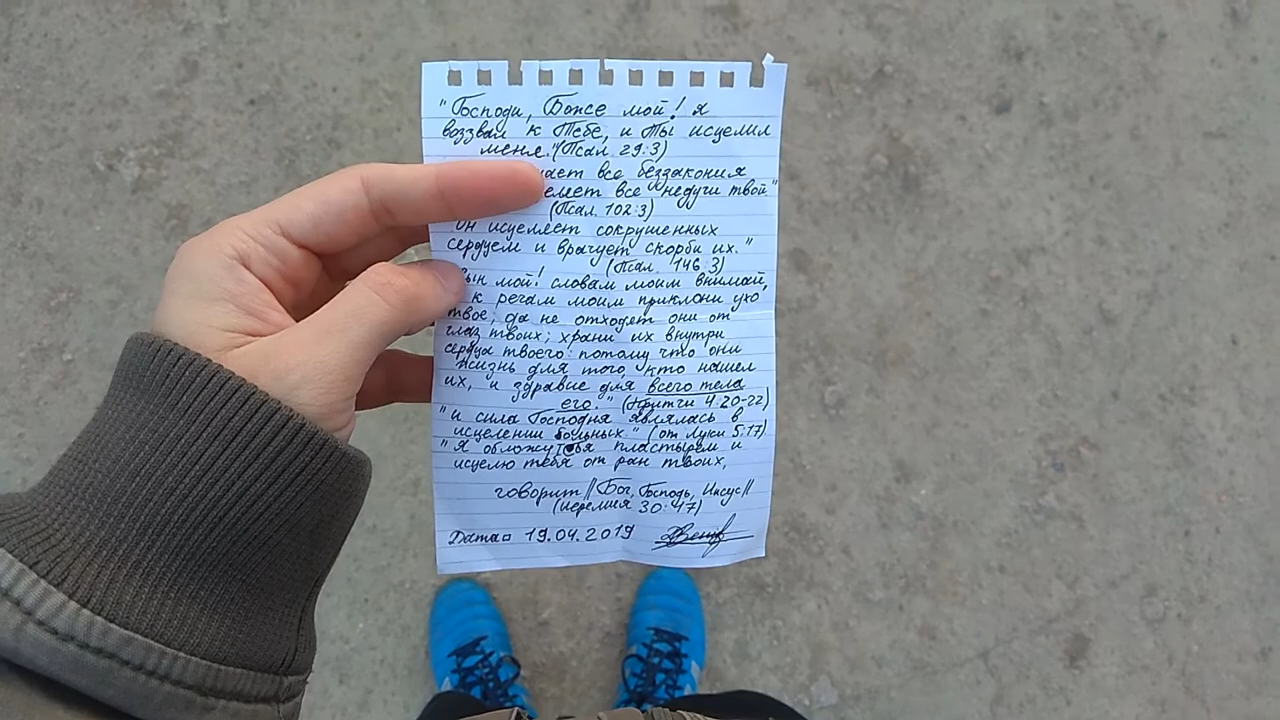 "Господи, Боже мой! я
воззвал к Тебе, и Ты исцелил
меня."(Псал. 29:3)
все беззакония
все недуги твой"
(Псал. 102:3)
Он исцеляет сокрушенных
сердцем и врачует скорби их."
(Псал. 146:3)
мой! словам моим внимай,
к речам моим приклони ухо
твое, да не отходят они от
глаз твоих; храни их внутри
сердца твоего: потому что они
жизнь для того, кто нашел
их, и здравие для всего тела
его." (Притчи 4:20-22)
"и сила Господня являлась в
исцелении больных." (от Луки 5:17)
"Я обложу тебя пластырем и
исцелю тебя от ран твоих,
говорит || Бог, Господь, Иисус ||
(Иеремия 30:17)
Дата: 19.04.2019